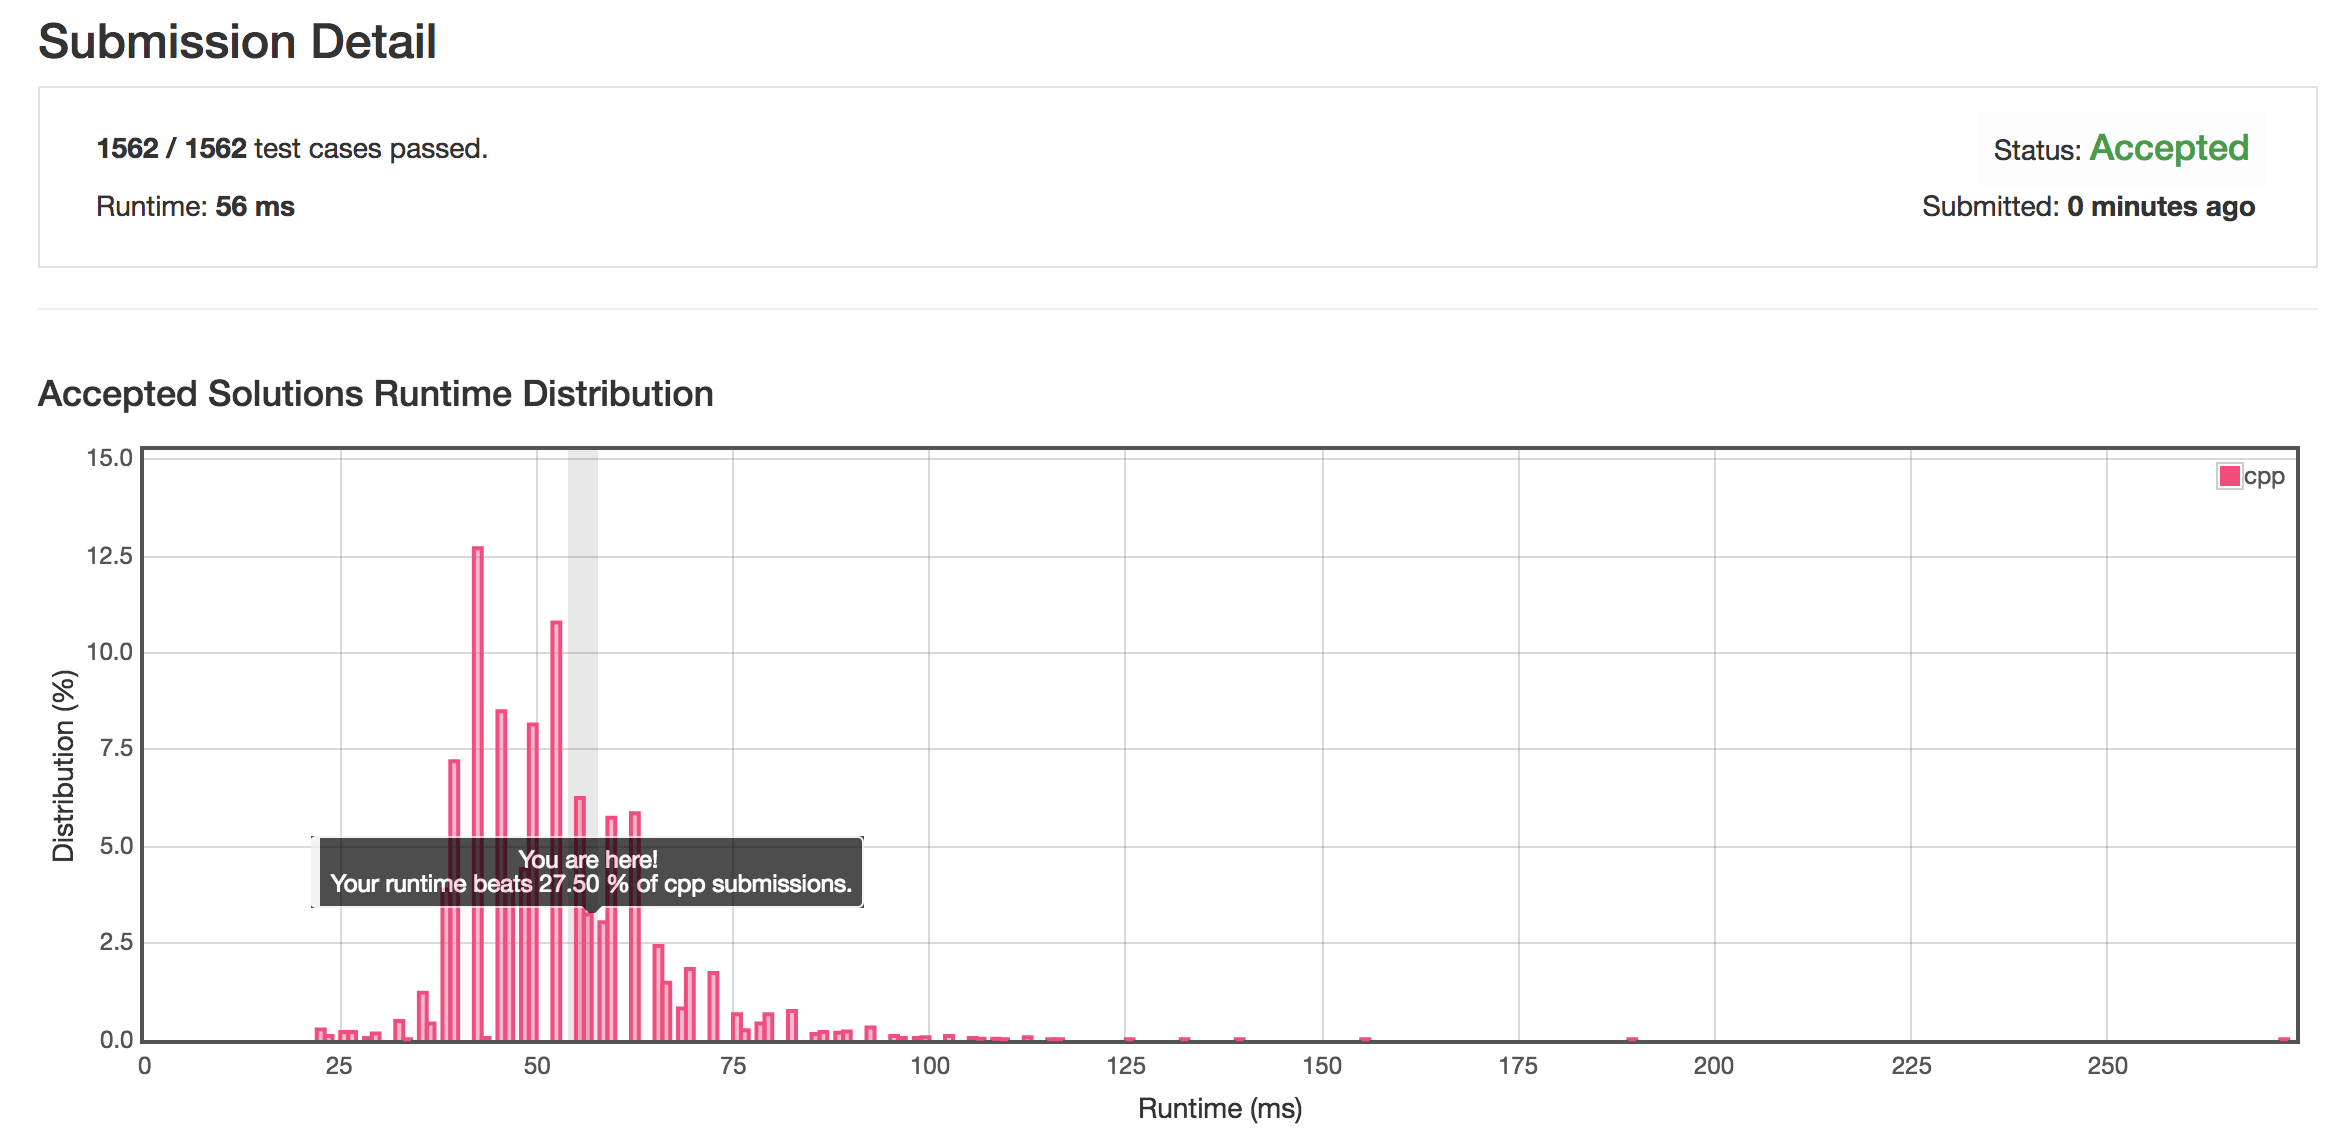 Submission Detail
1562 / 1562 test cases passed.
Status: Accepted
Runtime: 56 ms
Submitted: 0 minutes ago
Accepted Solutions Runtime Distribution
15.0
cpp
12.5
10.0
7.5
5.0
2.5
0.0
Distribution (%)
You are here!
Your runtime beats 27.50 % of cpp submissions.
0 25 50 75 100 125 150 175 200 225 250
Runtime (ms)